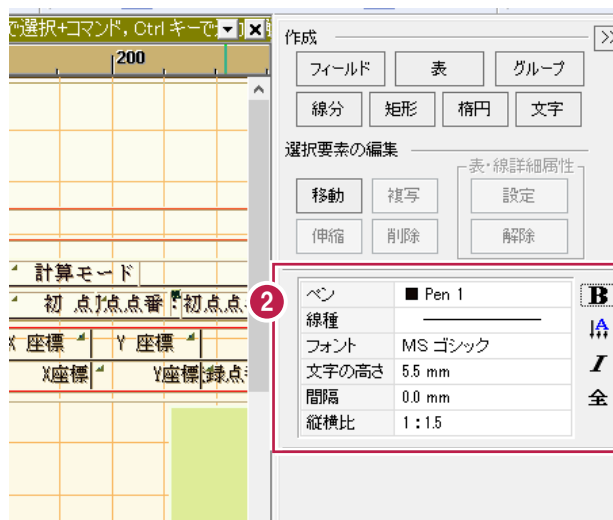 で選択+コマンド, Ctrl キーで
200
計算モード
初 点
点点番
初点点
座標
Y 座標
X座標
Y座標
録点
作成
>>
フィールド 表 グループ
線分 矩形 楕円 文字
選択要素の編集
表・線詳細属性
移動 複写 設定
伸縮 削除 解除
2
ペン ■ Pen 1
線種
フォント MS ゴシック
文字の高さ 5.5 mm
間隔 0.0 mm
縦横比 1:1.5
B
A
I
全